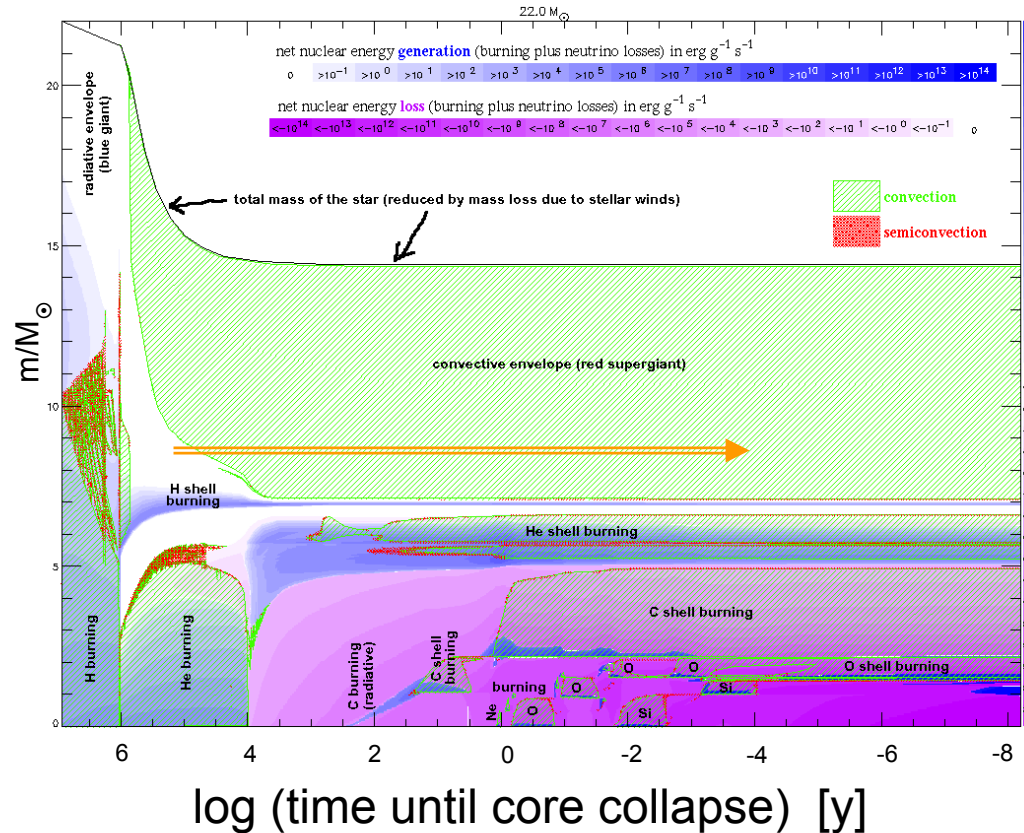 22.0 M☉
net nuclear energy generation (burning plus neutrino losses) in erg g⁻¹ s⁻¹
0 >10⁻¹ >10⁰ >10¹ >10² >10³ >10⁴ >10⁵ >10⁶ >10⁷ >10⁸ >10⁹ >10¹⁰ >10¹¹ >10¹² >10¹³ >10¹⁴
net nuclear energy loss (burning plus neutrino losses) in erg g⁻¹ s⁻¹
<-10¹⁴ <-10¹³ <-10¹² <-10¹¹ <-10¹⁰ <-10⁹ <-10⁸ <-10⁷ <-10⁶ <-10⁵ <-10⁴ <-10³ <-10² <-10¹ <-10⁰ <-10⁻¹ 0
radiative envelope
(blue giant)
total mass of the star (reduced by mass loss due to stellar winds)
convection
semiconvection
convective envelope (red supergiant)
H shell
burning
He shell burning
C shell burning
H burning
He burning
C burning
(radiative)
C shell
burning
Ne
burning
O
O
O
O
O shell burning
Si
Si
m/M☉
20
15
10
5
0
6
4
2
0
-2
-4
-6
-8
log (time until core collapse) [y]